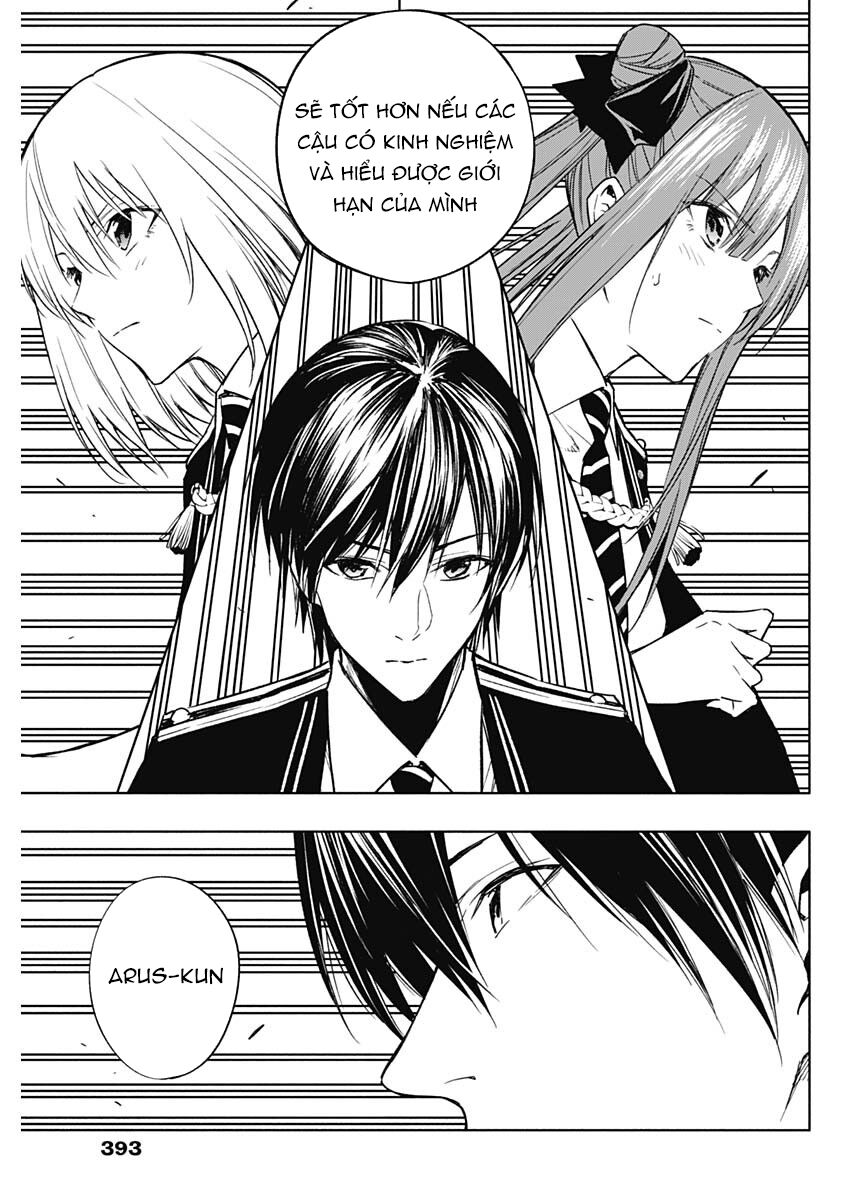 SẼ TỐT HƠN NẾU CÁC
CẬU CÓ KINH NGHIỆM
VÀ HIỂU ĐƯỢC GIỚI
HẠN CỦA MÌNH
ARUS-KUN
393